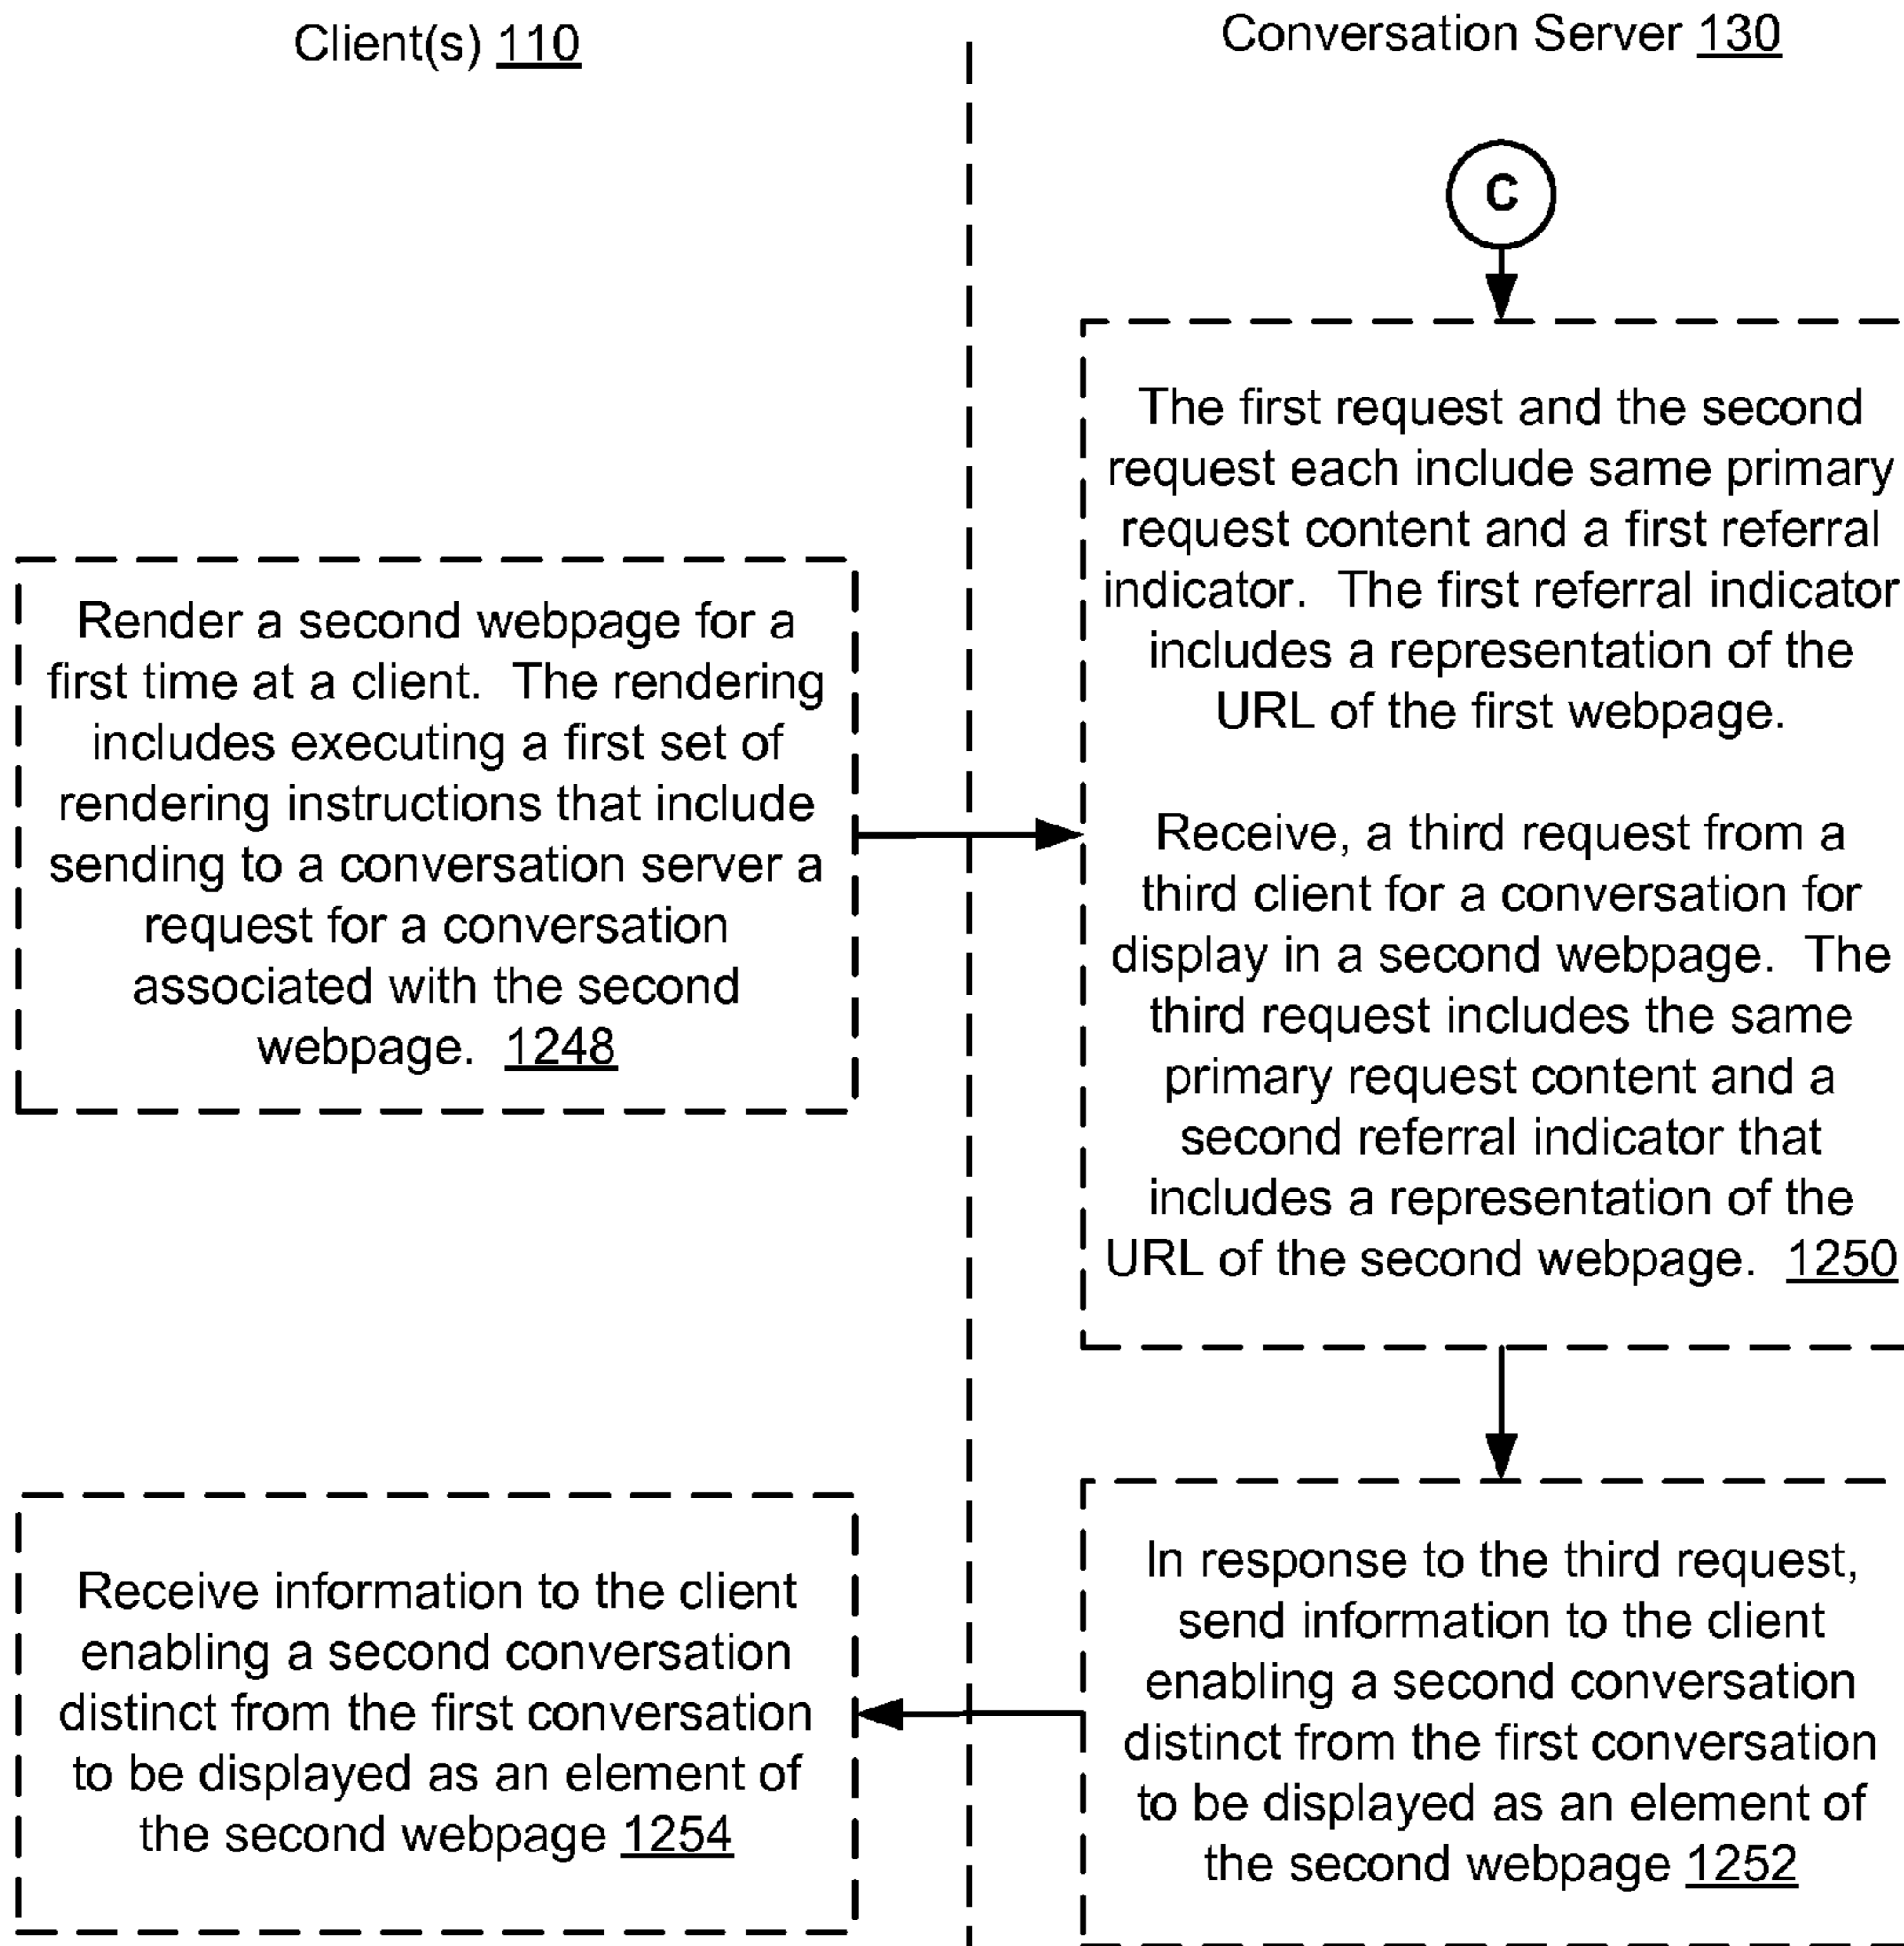 Client(s) 110
Conversation Server 130
C
The first request and the second
request each include same primary
request content and a first referral
indicator. The first referral indicator
includes a representation of the
URL of the first webpage.
Receive, a third request from a
third client for a conversation for
display in a second webpage. The
third request includes the same
primary request content and a
second referral indicator that
includes a representation of the
URL of the second webpage. 1250
Render a second webpage for a
first time at a client. The rendering
includes executing a first set of
rendering instructions that include
sending to a conversation server a
request for a conversation
associated with the second
webpage. 1248
In response to the third request,
send information to the client
enabling a second conversation
distinct from the first conversation
to be displayed as an element of
the second webpage 1252
Receive information to the client
enabling a second conversation
distinct from the first conversation
to be displayed as an element of
the second webpage 1254